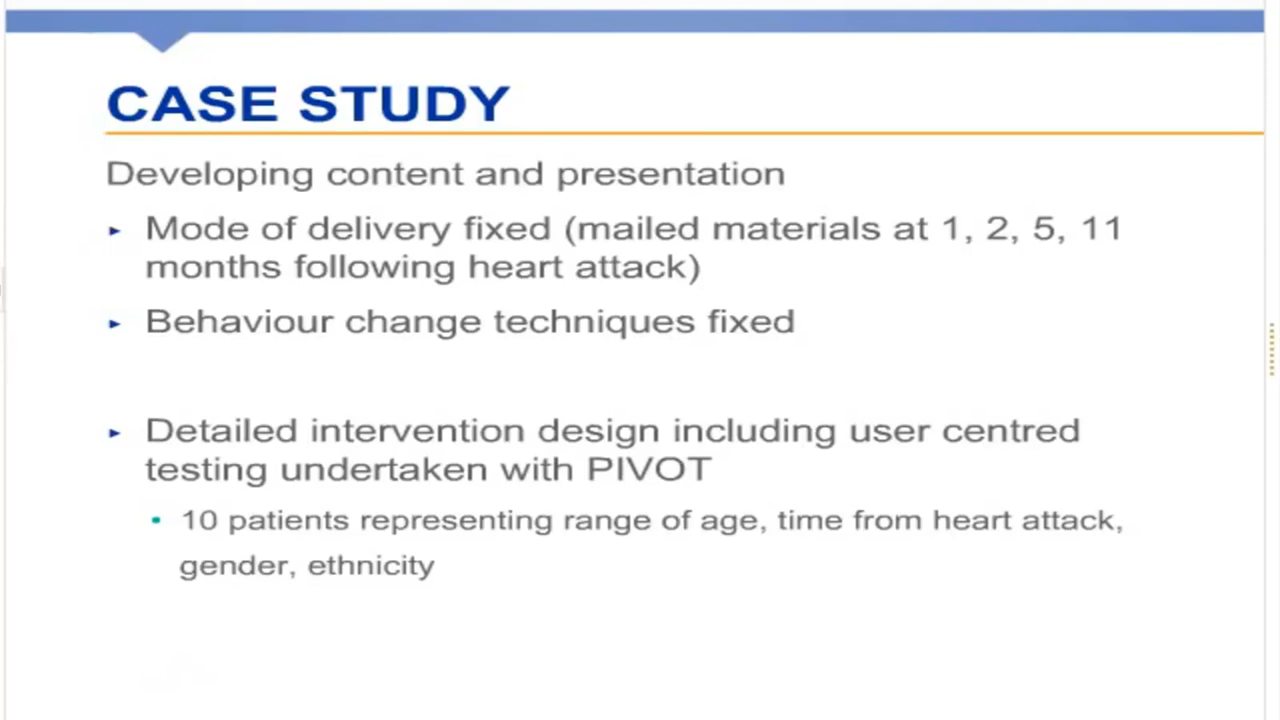 CASE STUDY
Developing content and presentation
► Mode of delivery fixed (mailed materials at 1, 2, 5, 11
months following heart attack)
► Behaviour change techniques fixed
► Detailed intervention design including user centred
testing undertaken with PIVOT
• 10 patients representing range of age, time from heart attack,
gender, ethnicity